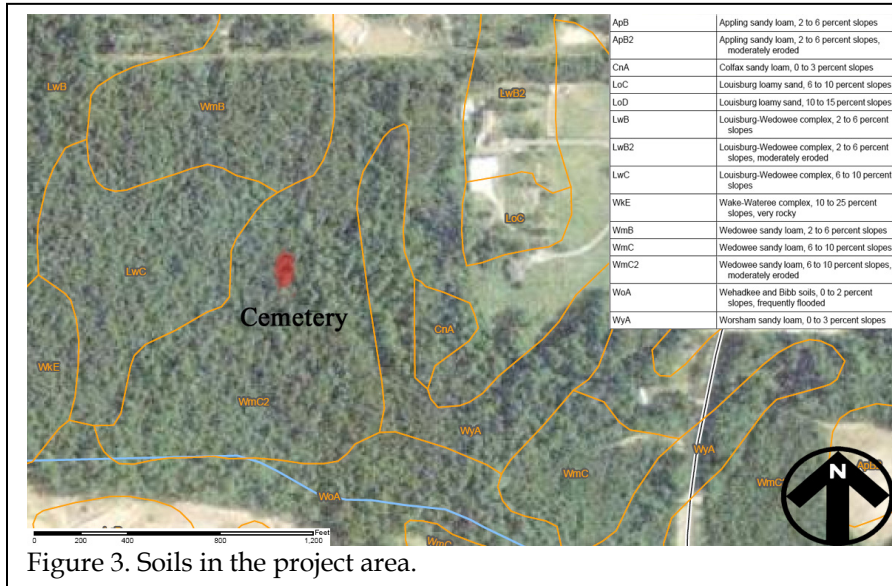 ApB Appling sandy loam, 2 to 6 percent slopes
ApB2 Appling sandy loam, 2 to 6 percent slopes,
moderately eroded
CnA Colfax sandy loam, 0 to 3 percent slopes
LoC Louisburg loamy sand, 6 to 10 percent slopes
LoD Louisburg loamy sand, 10 to 15 percent slopes
LwB Louisburg-Wedowee complex, 2 to 6 percent
slopes
LwB2 Louisburg-Wedowee complex, 2 to 6 percent
slopes, moderately eroded
LwC Louisburg-Wedowee complex, 6 to 10 percent
slopes
WkE Wake-Wateree complex, 10 to 25 percent
slopes, very rocky
WmB Wedowee sandy loam, 2 to 6 percent slopes
WmC Wedowee sandy loam, 6 to 10 percent slopes
WmC2 Wedowee sandy loam, 6 to 10 percent slopes,
moderately eroded
WoA Wehadkee and Bibb soils, 0 to 2 percent
slopes, frequently flooded
WyA Worsham sandy loam, 0 to 3 percent slopes
LwB
WmB
LwB2
LoC
LwC
Cemetery
CnA
WkE
WmC2
WyA
WyA
WmC
ApB2
WoA
WmC
N
Feet
0 200 400 800 1,200
Figure 3. Soils in the project area.